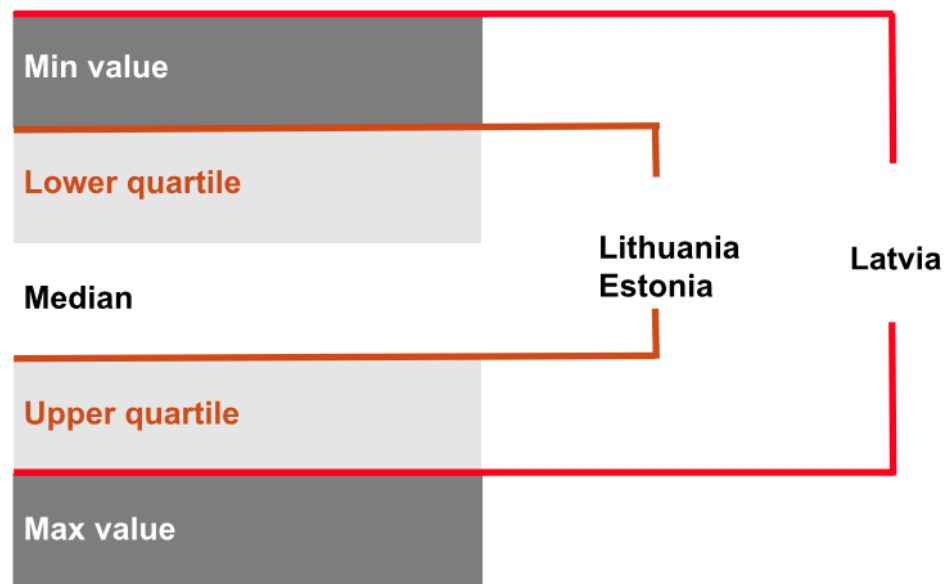 Min value
Lower quartile
Lithuania
Estonia
Latvia
Median
Upper quartile
Max value